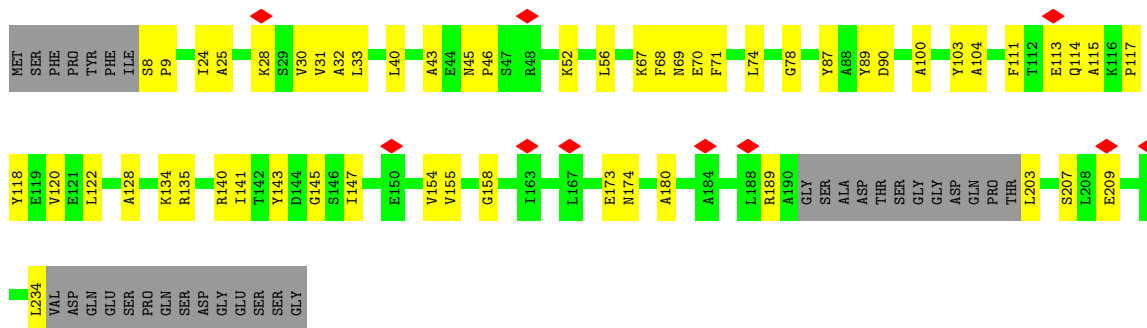 MET SER PHE PRO TYR PHE ILE S8 P9 I24 A25 K28 S29 V30 V31 A32 L33 L40 A43 E44 N45 P46 S47 R48 K52 L56 K67 F68 N69 E70 F71 L74 G78 Y87 A88 Y89 D90 A100 Y103 A104 F111 T112 E113 Q114 A115 K116 P117
Y118 E119 V120 E121 L122 A128 K134 R135 R140 I141 T142 Y143 D144 G145 S146 I147 E150 V154 V155 G158 I163 L167 E173 N174 A180 A184 L188 R189 A190 GLY SER ALA ASP THR SER GLY GLY ASP GLN PRO THR L203 S207 L208 E209
L234 VAL ASP GLN GLU SER PRO GLN SER ASP GLY GLU SER SER GLY